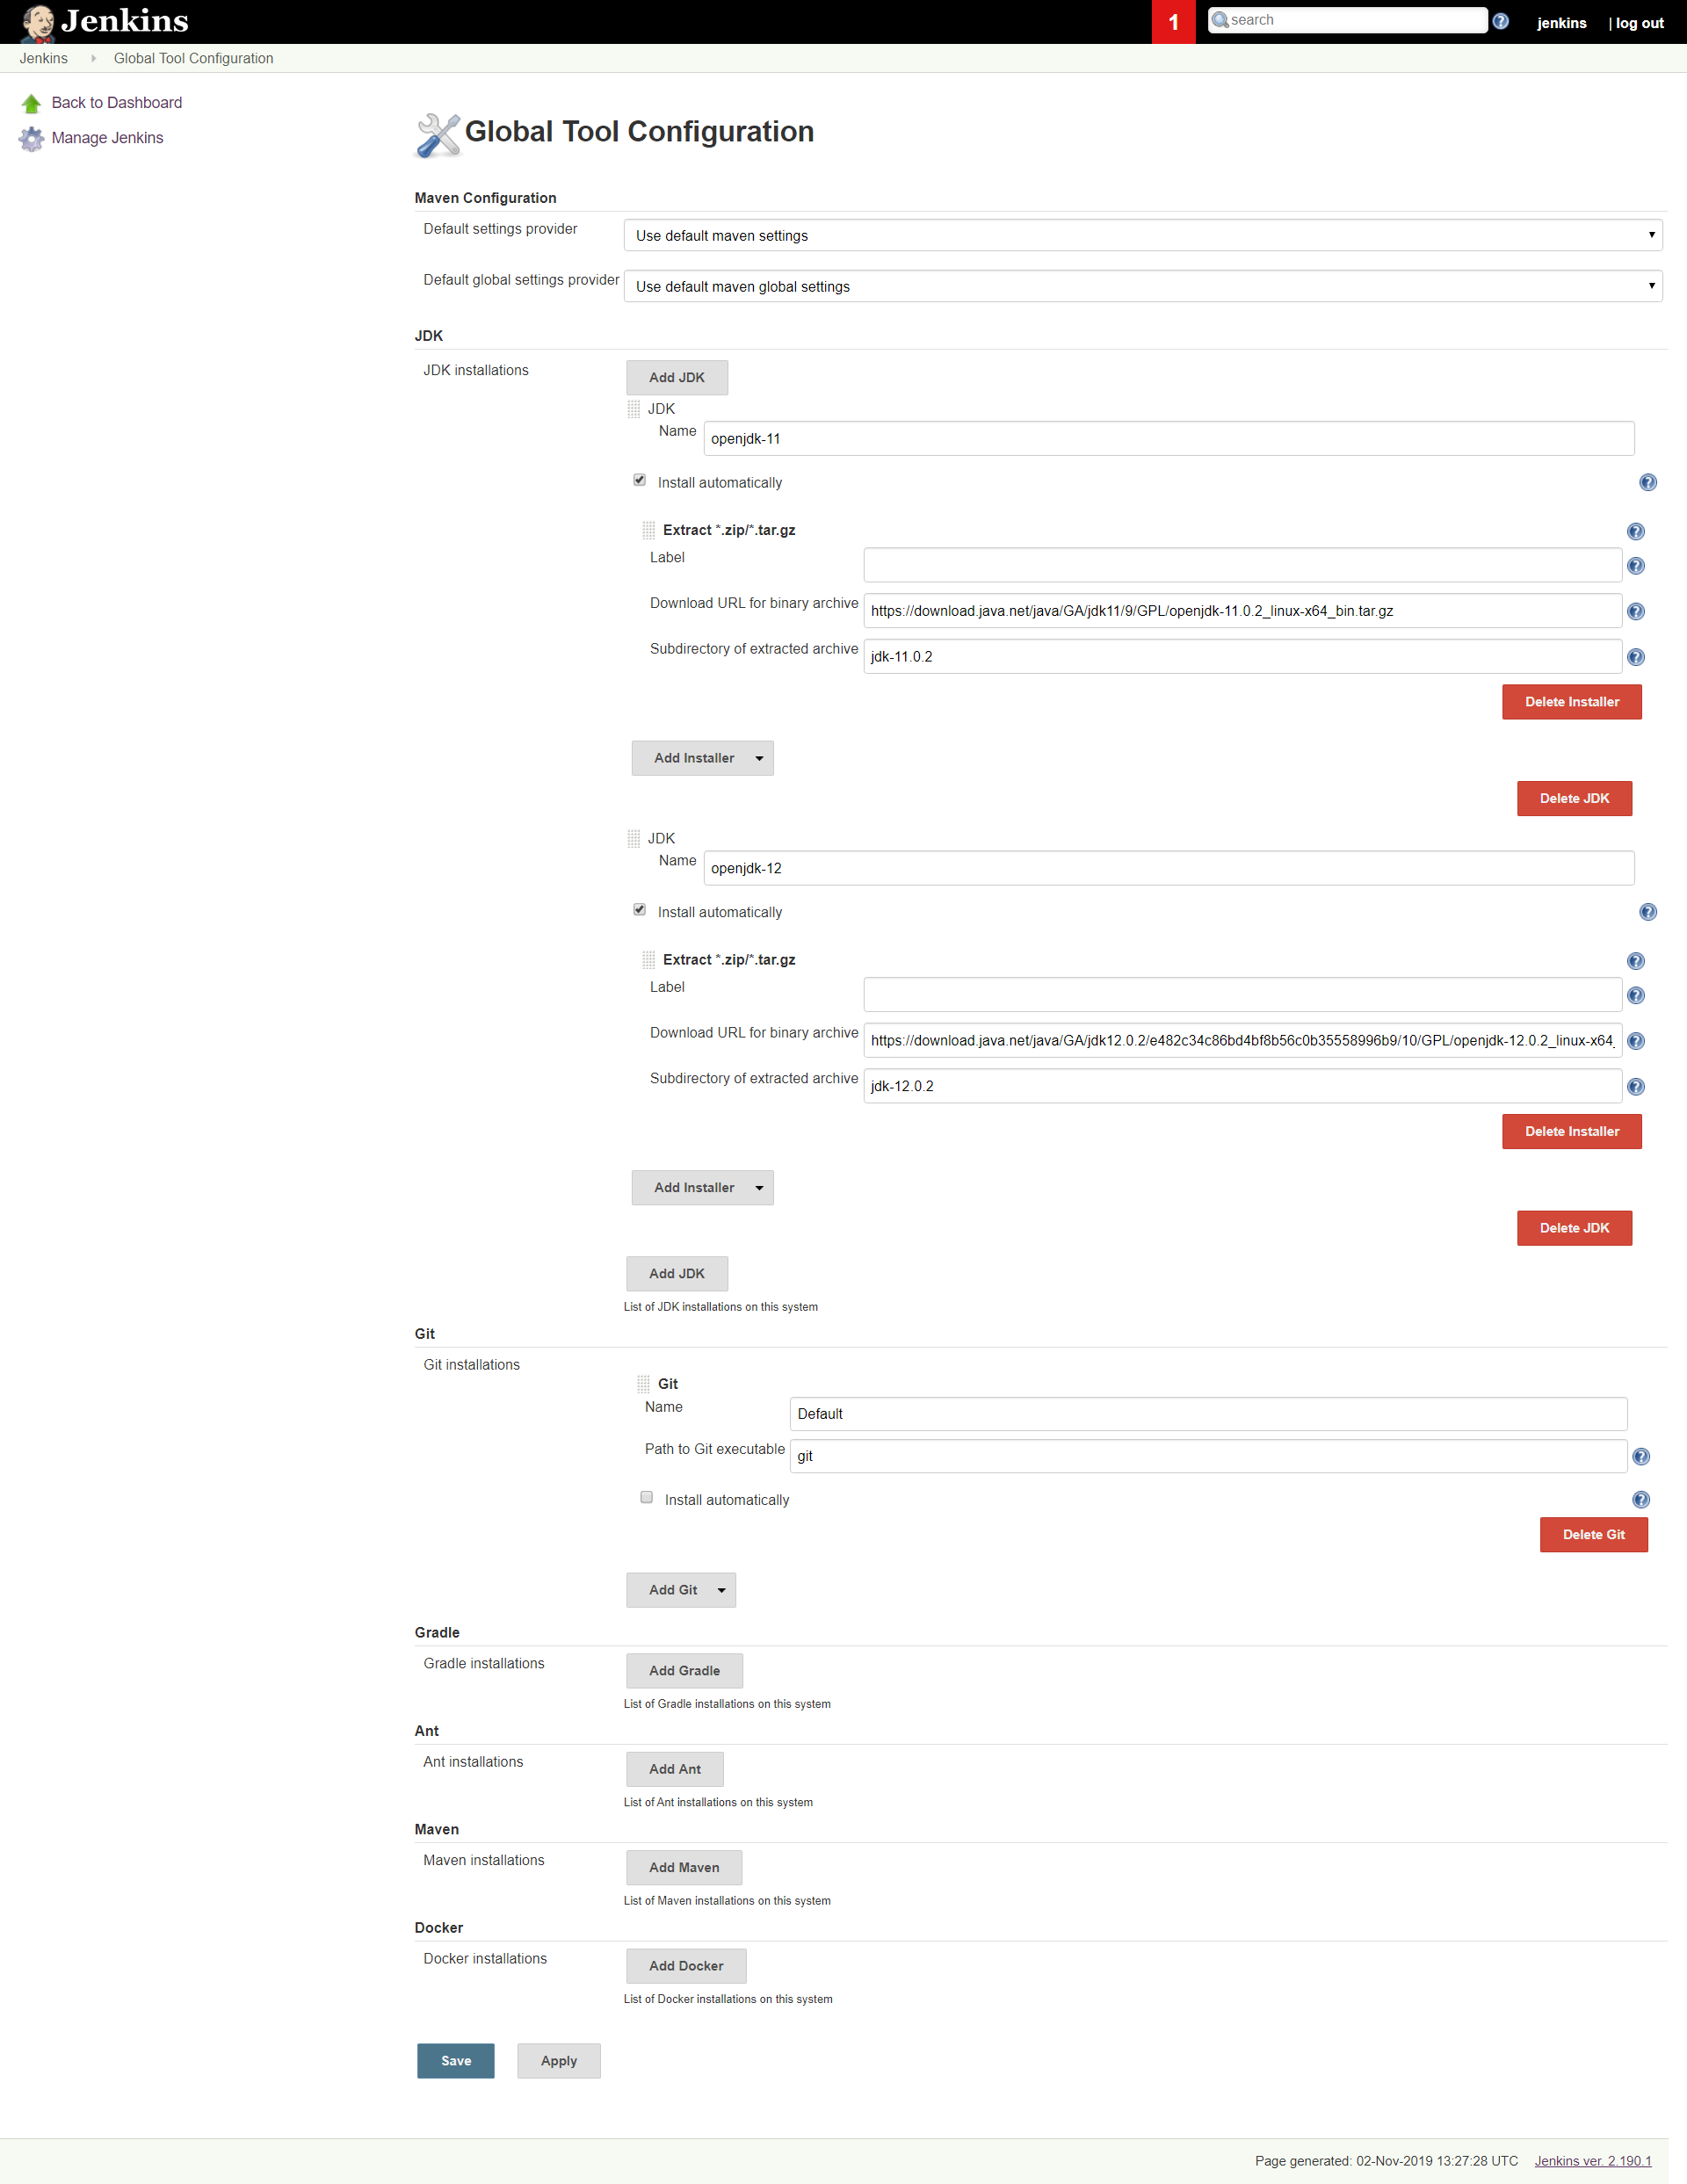 Jenkins
1
search
jenkins
| log out
Jenkins
Global Tool Configuration
Back to Dashboard
Manage Jenkins
Global Tool Configuration
Maven Configuration
Default settings provider
Use default maven settings
Default global settings provider
Use default maven global settings
JDK
JDK installations
Add JDK
JDK
Name
openjdk-11
Install automatically
Extract *.zip/*.tar.gz
Label
Download URL for binary archive
https://download.java.net/java/GA/jdk11/9/GPL/openjdk-11.0.2_linux-x64_bin.tar.gz
Subdirectory of extracted archive
jdk-11.0.2
Delete Installer
Add Installer
Delete JDK
JDK
Name
openjdk-12
Install automatically
Extract *.zip/*.tar.gz
Label
Download URL for binary archive
https://download.java.net/java/GA/jdk12.0.2/e482c34c86bd4bf8b56c0b35558996b9/10/GPL/openjdk-12.0.2_linux-x64_
Subdirectory of extracted archive
jdk-12.0.2
Delete Installer
Add Installer
Delete JDK
Add JDK
List of JDK installations on this system
Git
Git installations
Git
Name
Default
Path to Git executable
git
Install automatically
Delete Git
Add Git
Gradle
Gradle installations
Add Gradle
List of Gradle installations on this system
Ant
Ant installations
Add Ant
List of Ant installations on this system
Maven
Maven installations
Add Maven
List of Maven installations on this system
Docker
Docker installations
Add Docker
List of Docker installations on this system
Save
Apply
Page generated: 02-Nov-2019 13:27:28 UTC
Jenkins ver. 2.190.1